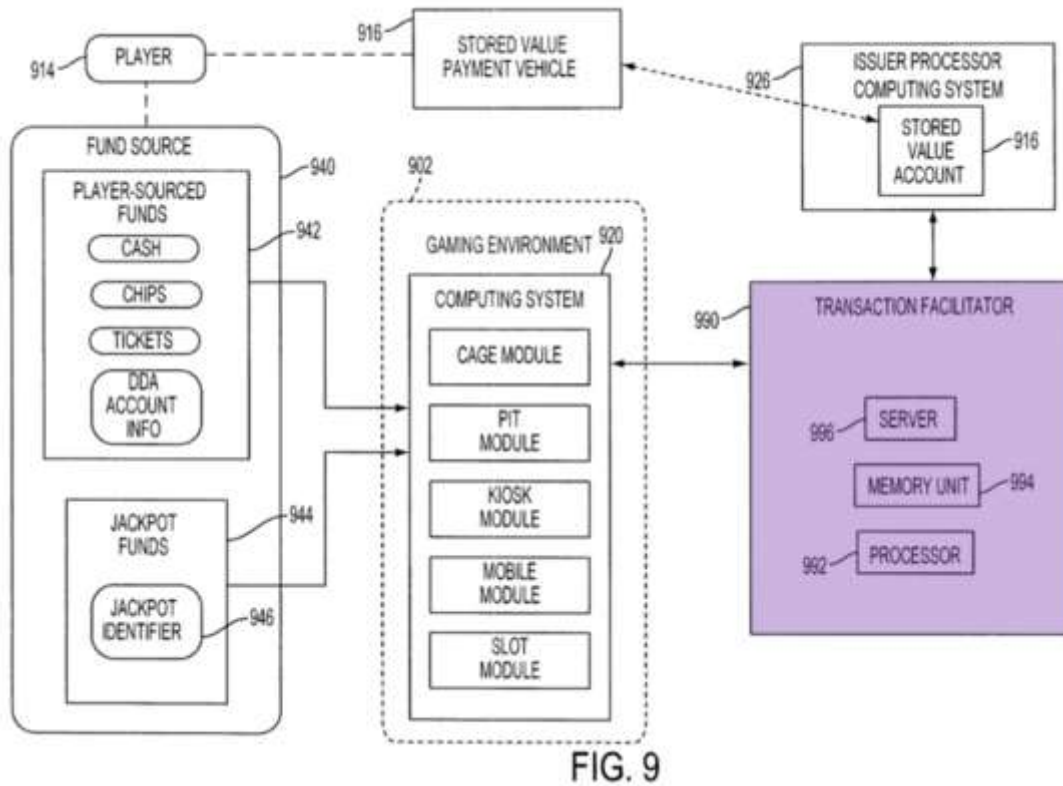 914
PLAYER
916
STORED VALUE
PAYMENT VEHICLE
926
ISSUER PROCESSOR
COMPUTING SYSTEM
STORED
VALUE
ACCOUNT
916
FUND SOURCE
940
PLAYER-SOURCED
FUNDS
942
CASH
CHIPS
TICKETS
DDA
ACCOUNT
INFO
JACKPOT
FUNDS
944
JACKPOT
IDENTIFIER
946
902
GAMING ENVIRONMENT
920
COMPUTING SYSTEM
CAGE MODULE
PIT
MODULE
KIOSK
MODULE
MOBILE
MODULE
SLOT
MODULE
990
TRANSACTION FACILITATOR
SERVER
996
MEMORY UNIT
994
PROCESSOR
992
FIG. 9